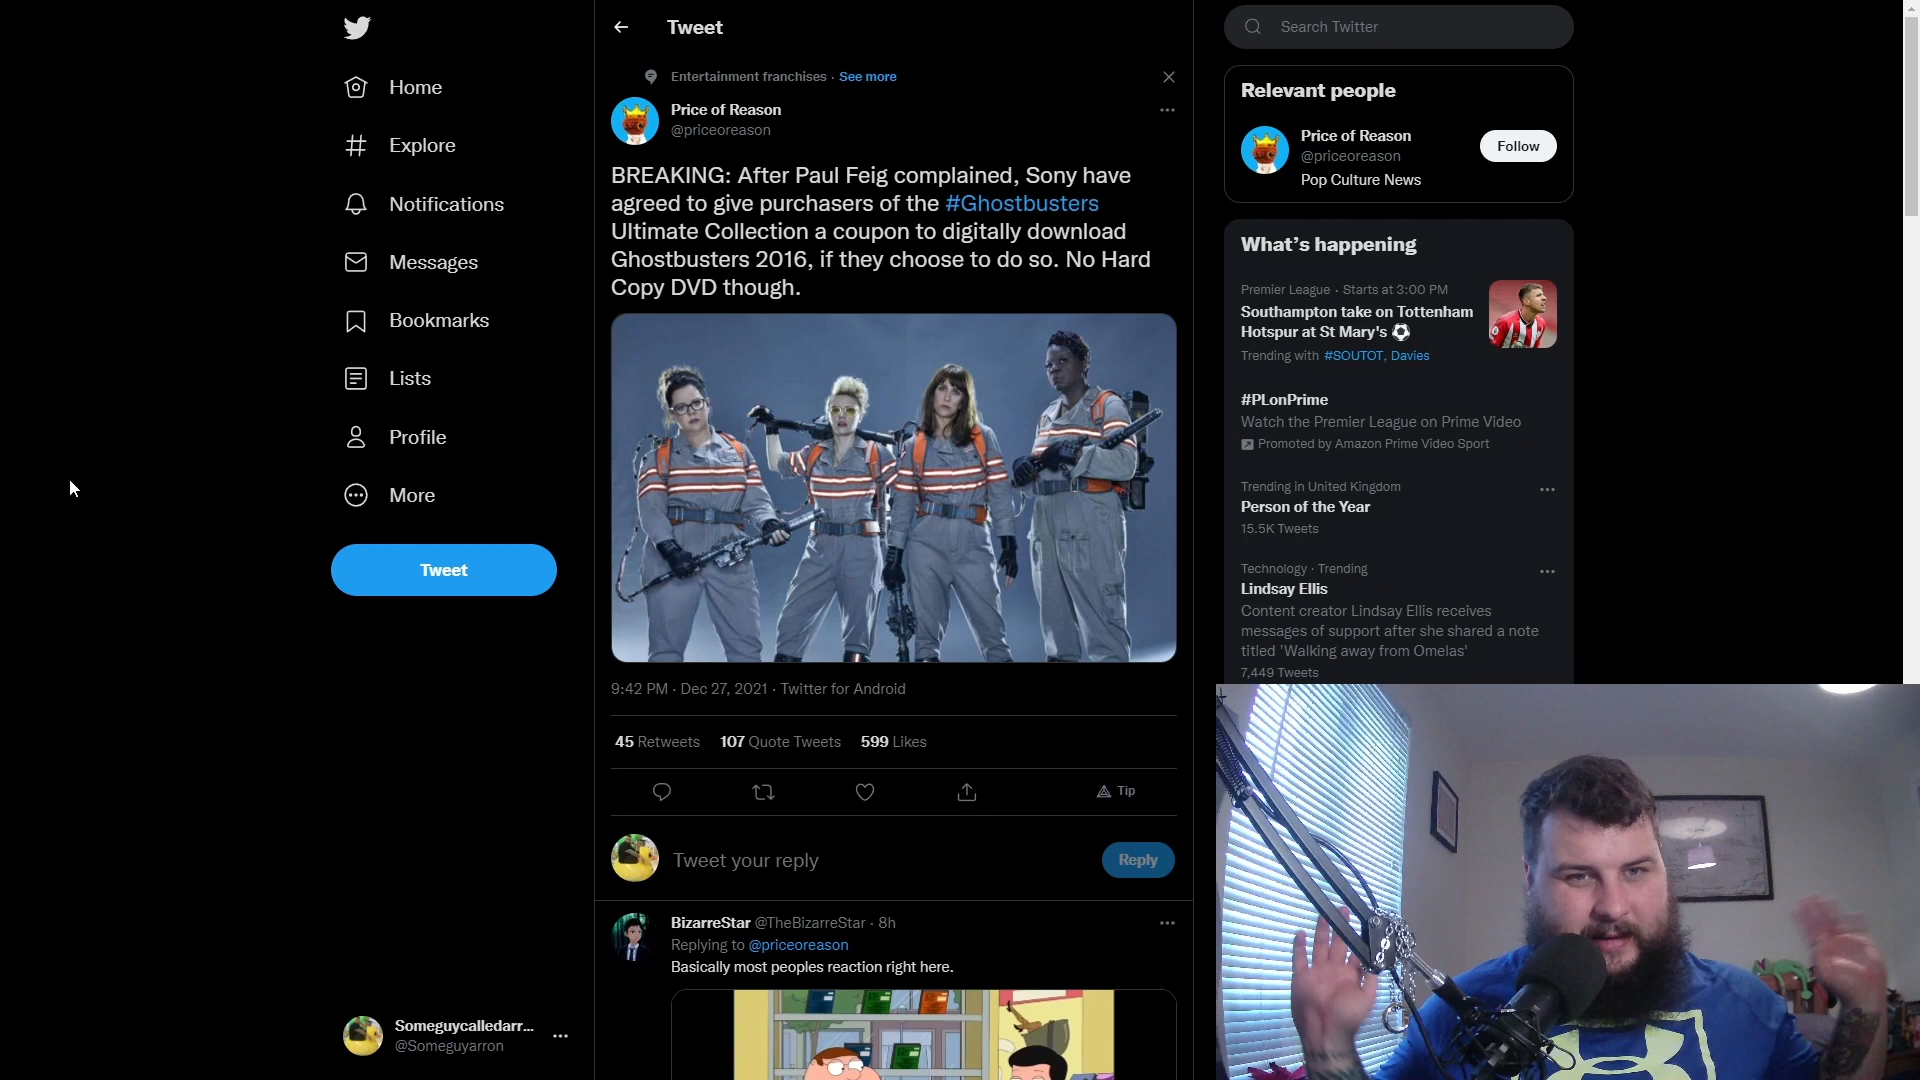 Home
Explore
Notifications
Messages
Bookmarks
Lists
Profile
More
Tweet
Someguycalledarr...
@Someguyarron
Tweet
Entertainment franchises · See more
Price of Reason
@priceoreason
BREAKING: After Paul Feig complained, Sony have
agreed to give purchasers of the #Ghostbusters
Ultimate Collection a coupon to digitally download
Ghostbusters 2016, if they choose to do so. No Hard
Copy DVD though.
9:42 PM · Dec 27, 2021 · Twitter for Android
45 Retweets 107 Quote Tweets 599 Likes
Tip
Tweet your reply
Reply
BizarreStar @TheBizarreStar · 8h
Replying to @priceoreason
Basically most peoples reaction right here.
Search Twitter
Relevant people
Price of Reason
@priceoreason
Follow
Pop Culture News
What's happening
Premier League · Starts at 3:00 PM
Southampton take on Tottenham
Hotspur at St Mary's
Trending with #SOUTOT, Davies
#PLonPrime
Watch the Premier League on Prime Video
Promoted by Amazon Prime Video Sport
Trending in United Kingdom
Person of the Year
15.5K Tweets
Technology · Trending
Lindsay Ellis
Content creator Lindsay Ellis receives
messages of support after she shared a note
titled 'Walking away from Omelas'
7,449 Tweets